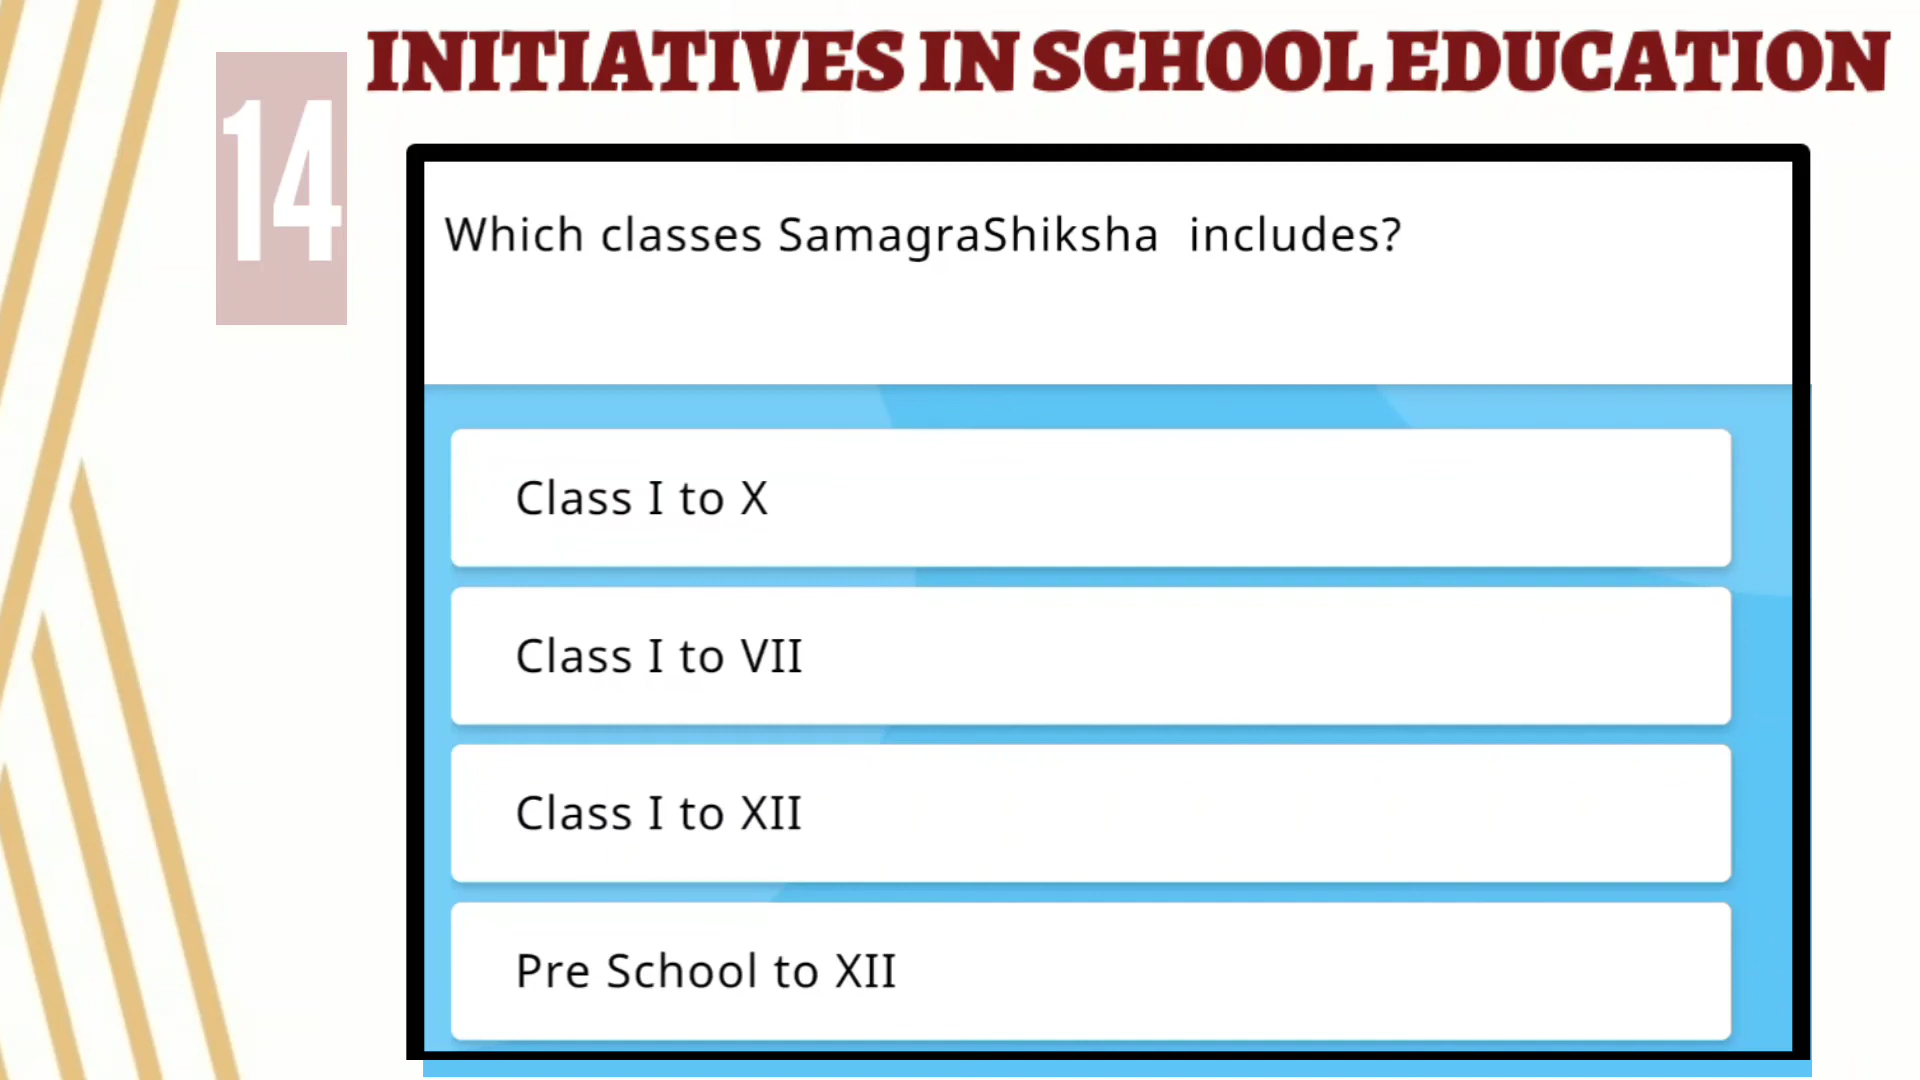 INITIATIVES IN SCHOOL EDUCATION
14
Which classes SamagraShiksha  includes?
Class I to X
Class I to VII
Class I to XII
Pre School to XII